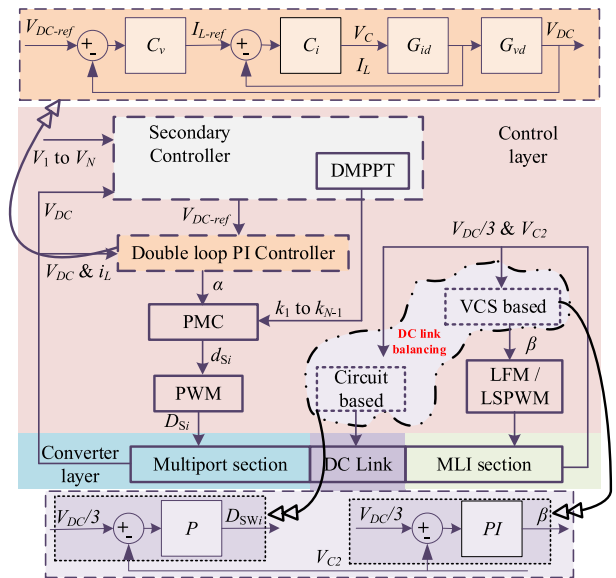 V_DC-ref
+
-
C_v
I_L-ref
+
-
C_i
V_C
I_L
G_id
G_vd
V_DC
Secondary
Controller
DMPPT
Control
layer
V_1 to V_N
V_DC
V_DC-ref
V_DC/3 & V_C2
Double loop PI Controller
V_DC & i_L
α
k_1 to k_N-1
PMC
d_Si
PWM
D_Si
VCS based
DC link
balancing
β
Circuit
based
LFM /
LSPWM
Converter
layer
Multiport section
DC Link
MLI section
V_DC/3
+
-
P
D_SWi
V_DC/3
+
-
PI
β
V_C2